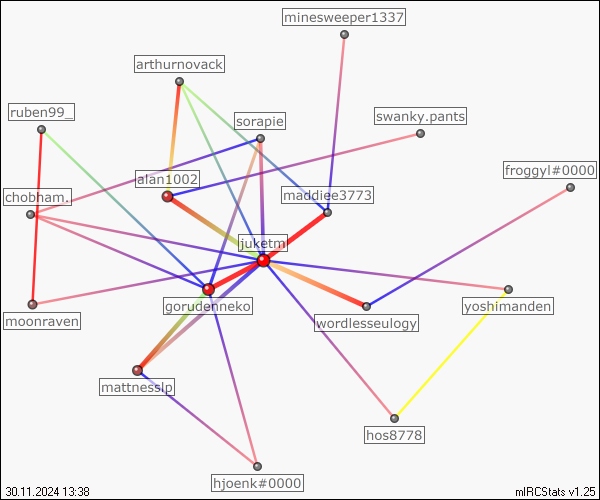 minesweeper1337
arthurnovack
ruben99_
sorapie
swanky.pants
froggyl#0000
alan1002
chobham.
maddiee3773
juketm
gorudenneko
yoshimanden
moonraven
wordlesseulogy
mattnesslp
hos8778
hjoenk#0000
30.11.2024 13:38
mIRCStats v1.25